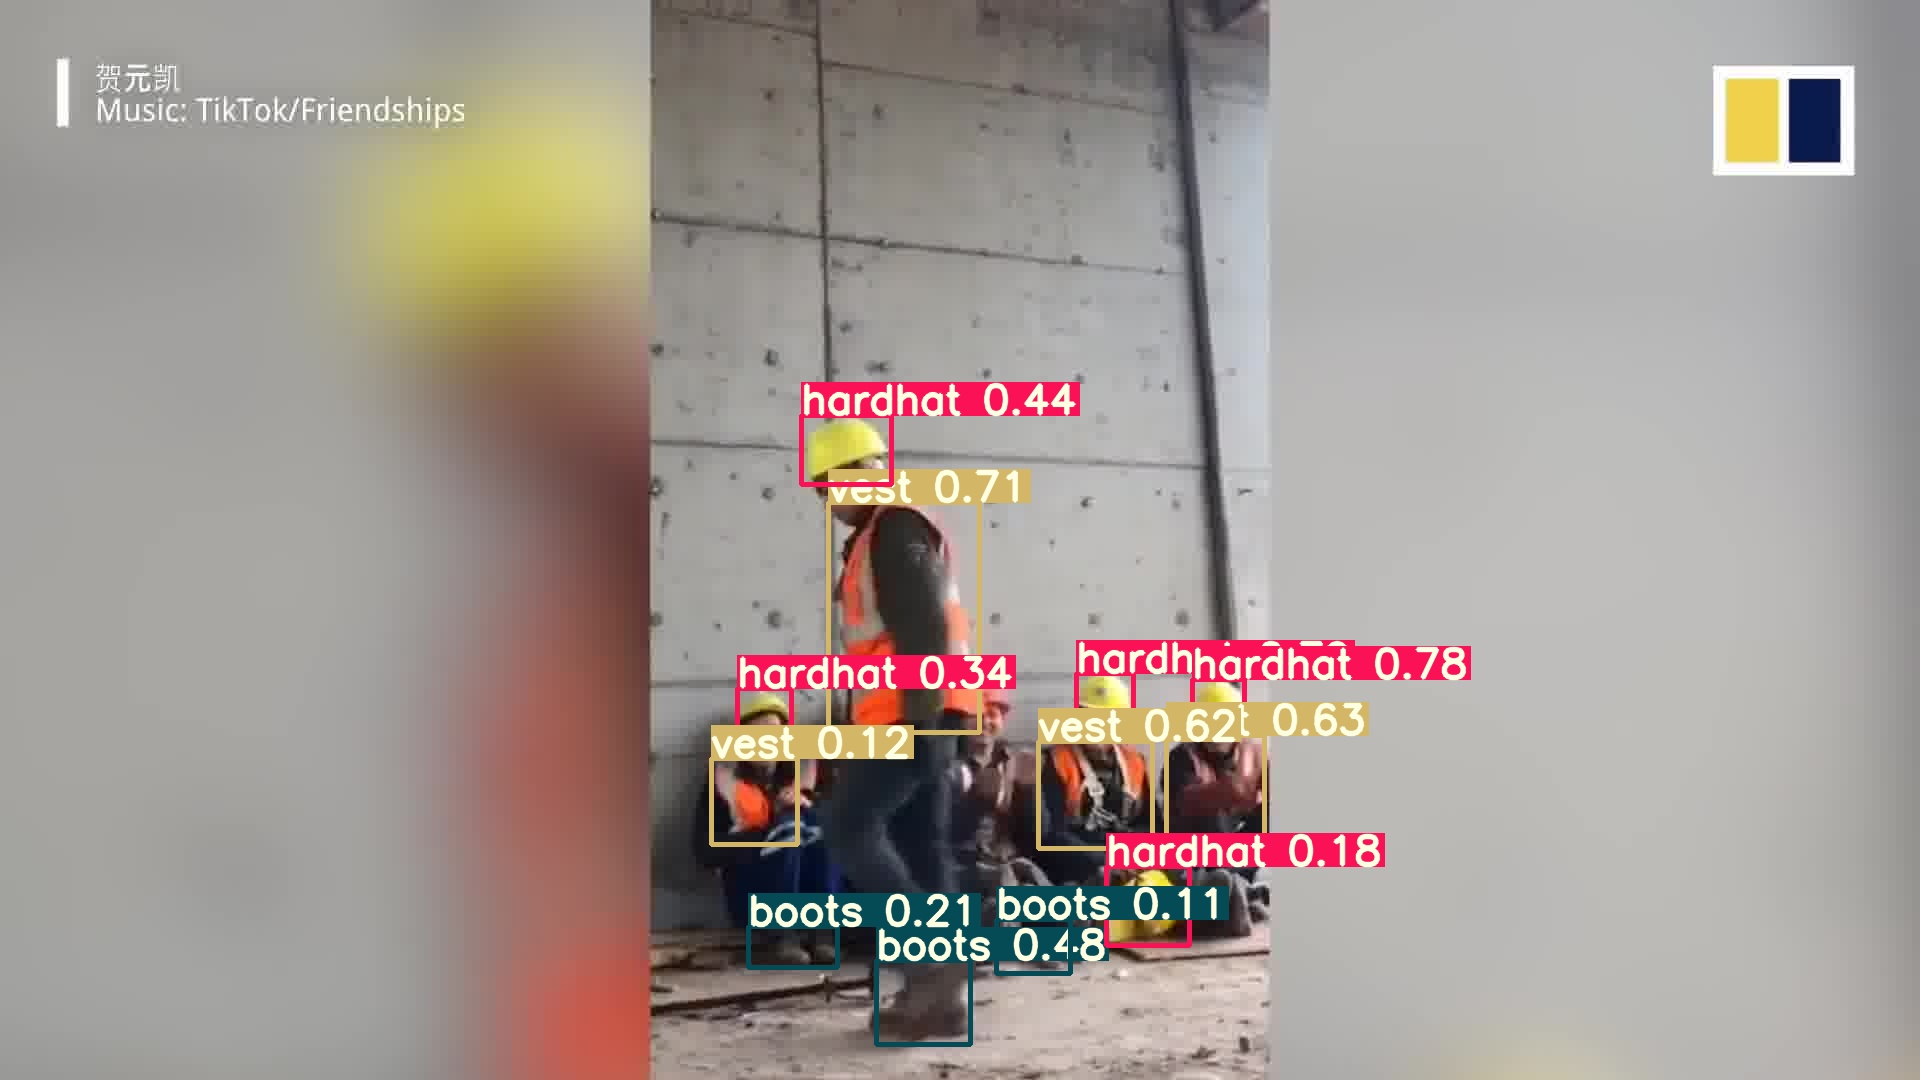 贺元凯
Music: TikTok/Friendships
hardhat 0.44
vest 0.71
hardhat 0.34
hardh
hardhat 0.78
vest 0.12
vest 0.62
t 0.63
hardhat 0.18
boots 0.21
boots 0.11
boots 0.48